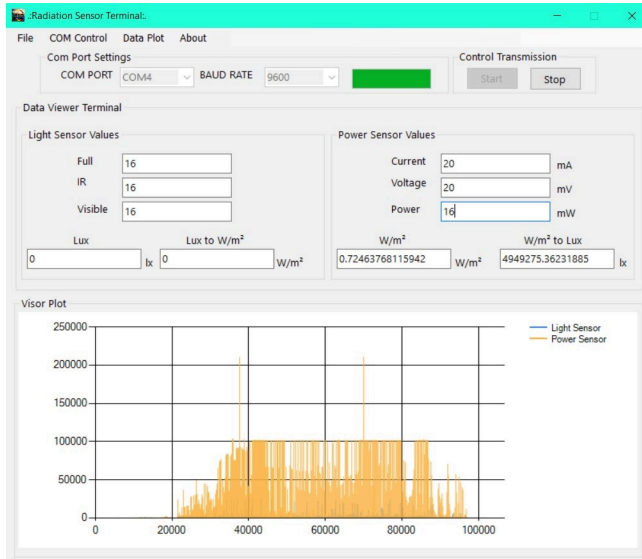 .:Radiation Sensor Terminal:.
File COM Control Data Plot About
Com Port Settings
COM PORT COM4 BAUD RATE 9600
Control Transmission
Start Stop
Data Viewer Terminal
Light Sensor Values
Full 16
IR 16
Visible 16
Lux Lux to W/m²
0 lx 0 W/m²
Power Sensor Values
Current 20 mA
Voltage 20 mV
Power 16 mW
W/m² W/m² to Lux
0.72463768115942 W/m² 4949275.36231885 lx
Visor Plot
250000
200000
150000
100000
50000
0
0 20000 40000 60000 80000 100000
Light Sensor
Power Sensor